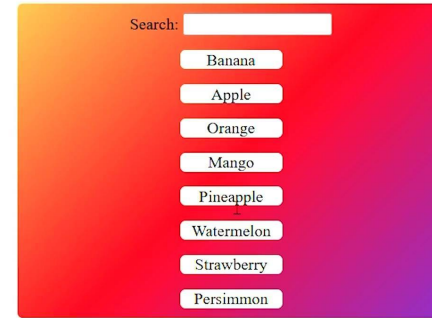 Search:
Banana
Apple
Orange
Mango
Pineapple
Watermelon
Strawberry
Persimmon